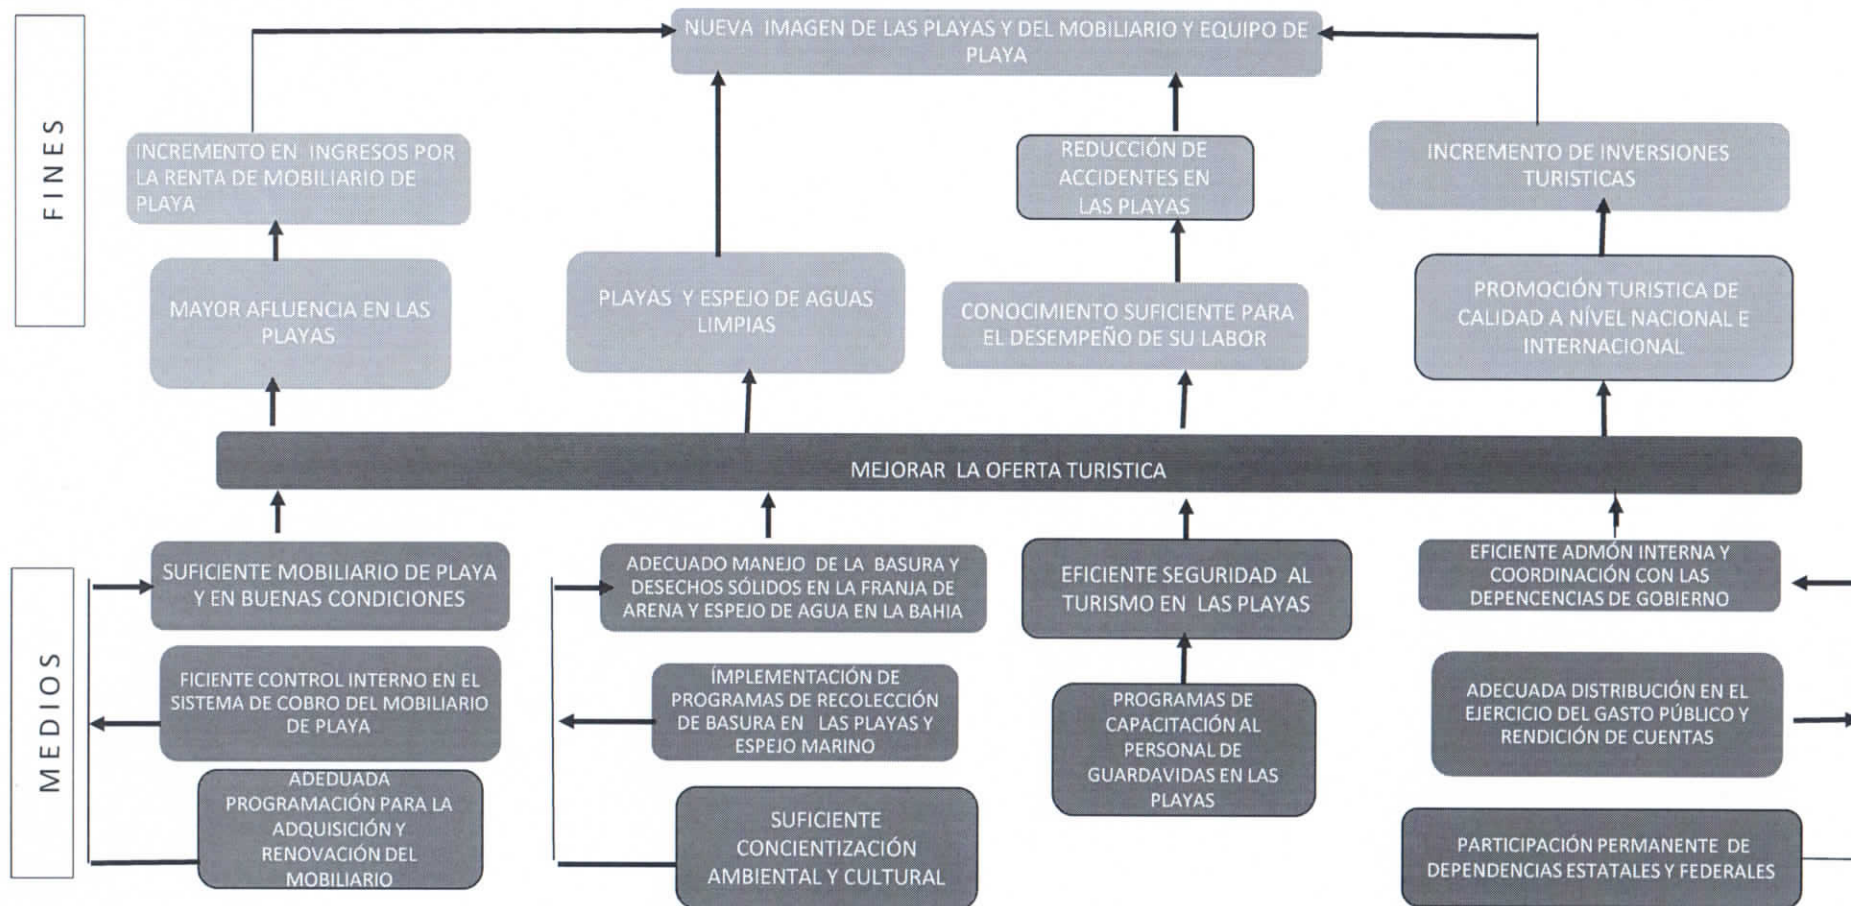 FINES
NUEVA IMAGEN DE LAS PLAYAS Y DEL MOBILIARIO Y EQUIPO DE
PLAYA
INCREMENTO EN INGRESOS POR
LA RENTA DE MOBILIARIO DE
PLAYA
REDUCCIÓN DE
ACCIDENTES EN
LAS PLAYAS
INCREMENTO DE INVERSIONES
TURISTICAS
MAYOR AFLUENCIA EN LAS
PLAYAS
PLAYAS Y ESPEJO DE AGUAS
LIMPIAS
CONOCIMIENTO SUFICIENTE PARA
EL DESEMPEÑO DE SU LABOR
PROMOCIÓN TURISTICA DE
CALIDAD A NÍVEL NACIONAL E
INTERNACIONAL
MEJORAR LA OFERTA TURISTICA
MEDIOS
SUFICIENTE MOBILIARIO DE PLAYA
Y EN BUENAS CONDICIONES
ADECUADO MANEJO DE LA BASURA Y
DESECHOS SÓLIDOS EN LA FRANJA DE
ARENA Y ESPEJO DE AGUA EN LA BAHIA
EFICIENTE SEGURIDAD AL
TURISMO EN LAS PLAYAS
EFICIENTE ADMÓN INTERNA Y
COORDINACIÓN CON LAS
DEPENCENCIAS DE GOBIERNO
FICIENTE CONTROL INTERNO EN EL
SISTEMA DE COBRO DEL MOBILIARIO
DE PLAYA
ÍMPLEMENTACIÓN DE
PROGRAMAS DE RECOLECCIÓN
DE BASURA EN LAS PLAYAS Y
ESPEJO MARINO
PROGRAMAS DE
CAPACITACIÓN AL
PERSONAL DE
GUARDAVIDAS EN LAS
PLAYAS
ADECUADA DISTRIBUCIÓN EN EL
EJERCICIO DEL GASTO PÚBLICO Y
RENDICIÓN DE CUENTAS
ADEDUADA
PROGRAMACIÓN PARA LA
ADQUISICIÓN Y
RENOVACIÓN DEL
MOBILIARIO
SUFICIENTE
CONCIENTIZACIÓN
AMBIENTAL Y CULTURAL
PARTICIPACIÓN PERMANENTE DE
DEPENDENCIAS ESTATALES Y FEDERALES